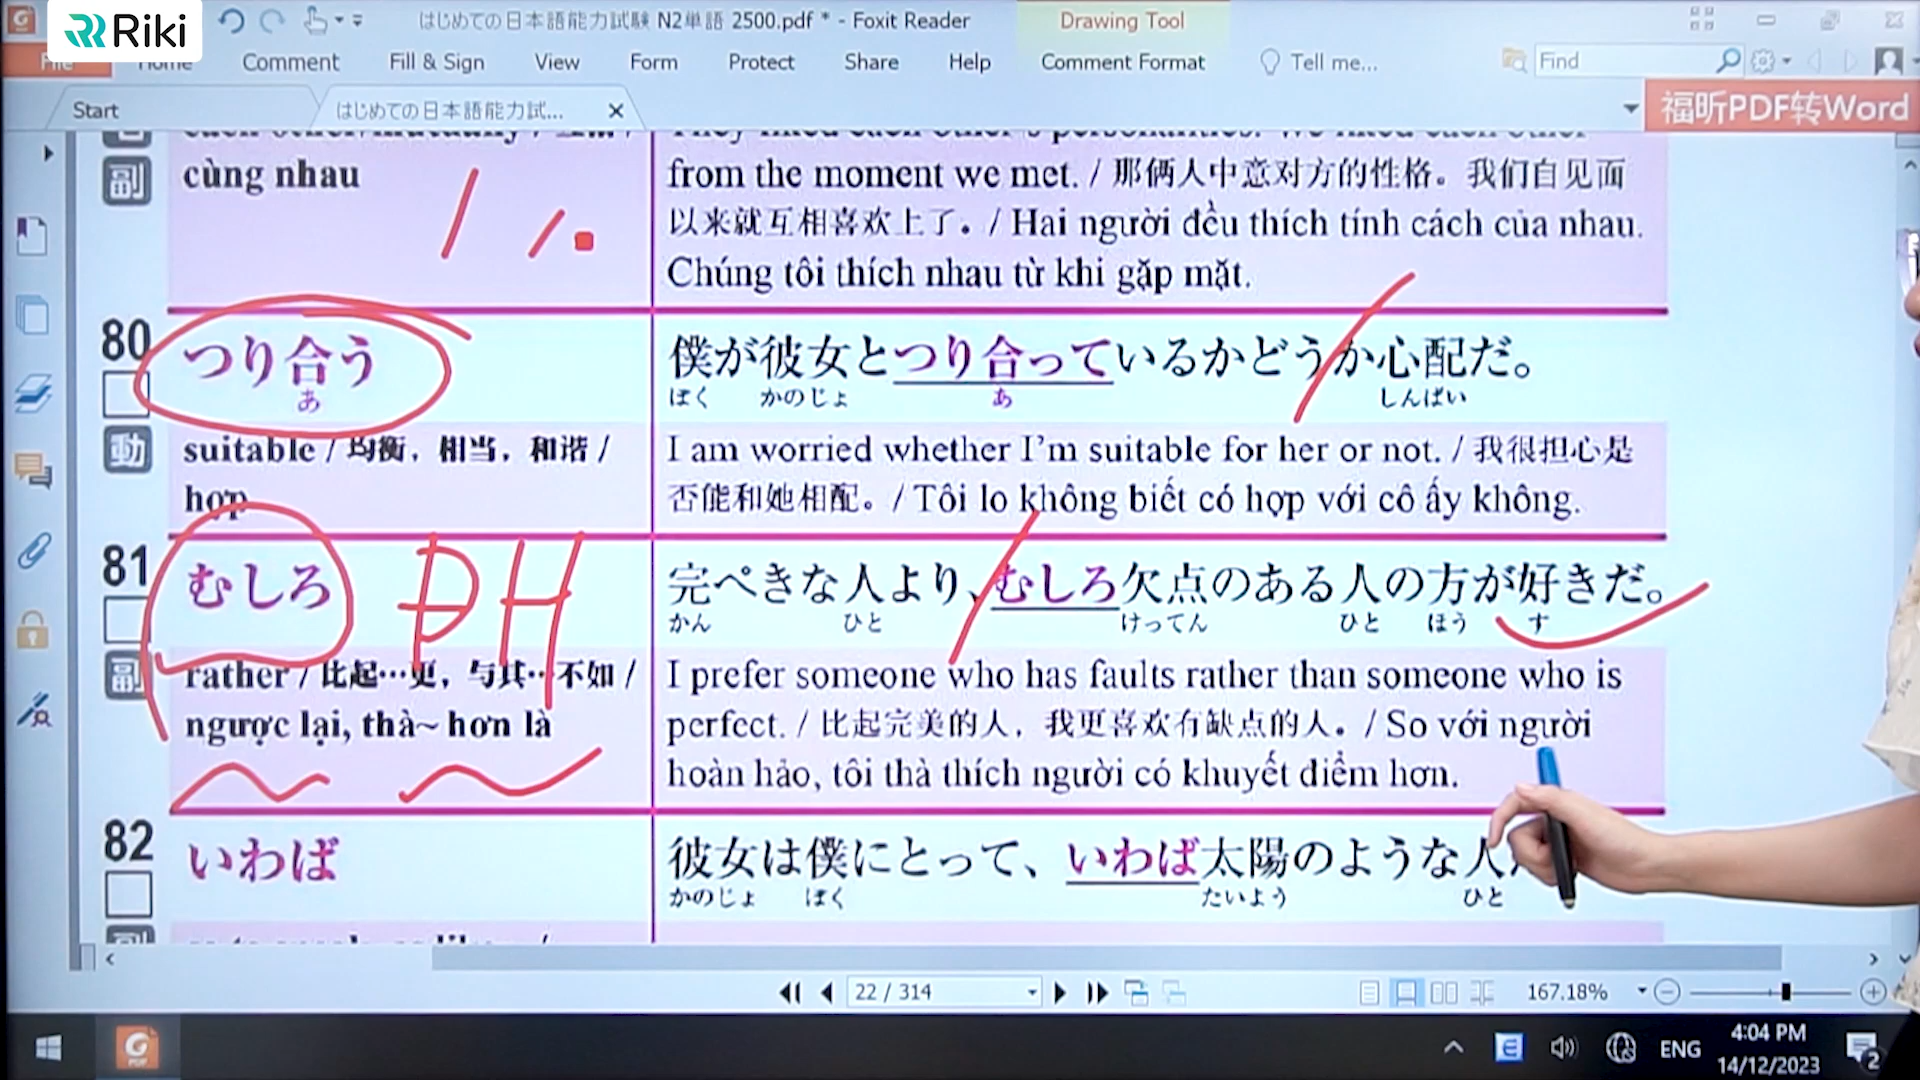 Riki
はじめての日本語能力試験 N2単語 2500.pdf * - Foxit Reader
Drawing Tool
File Home Comment Fill & Sign View Form Protect Share Help Comment Format Tell me... Find
Start はじめての日本語能力試...
福昕PDF转Word
副 cùng nhau
from the moment we met. / 那俩人中意对方的性格。我们自见面
以来就互相喜欢上了。/ Hai người đều thích tính cách của nhau.
Chúng tôi thích nhau từ khi gặp mặt.
80 つり合う
あ
僕が彼女とつり合っているかどうか心配だ。
ぼく かのじょ あ しんぱい
動 suitable / 均衡，相当，和谐 /
hợp
I am worried whether I'm suitable for her or not. / 我很担心是
否能和她相配。/ Tôi lo không biết có hợp với cô ấy không.
81 むしろ
ĐH
完ぺきな人より、むしろ欠点のある人の方が好きだ。
かん ひと けってん ひと ほう す
副 rather / 比起…更，与其…不如 /
ngược lại, thà~ hơn là
I prefer someone who has faults rather than someone who is
perfect. / 比起完美的人，我更喜欢有缺点的人。/ So với người
hoàn hảo, tôi thà thích người có khuyết điểm hơn.
82 いわば
彼女は僕にとって、いわば太陽のような人
かのじょ ぼく たいよう ひと
22 / 314
167.18%
ENG
4:04 PM
14/12/2023
2